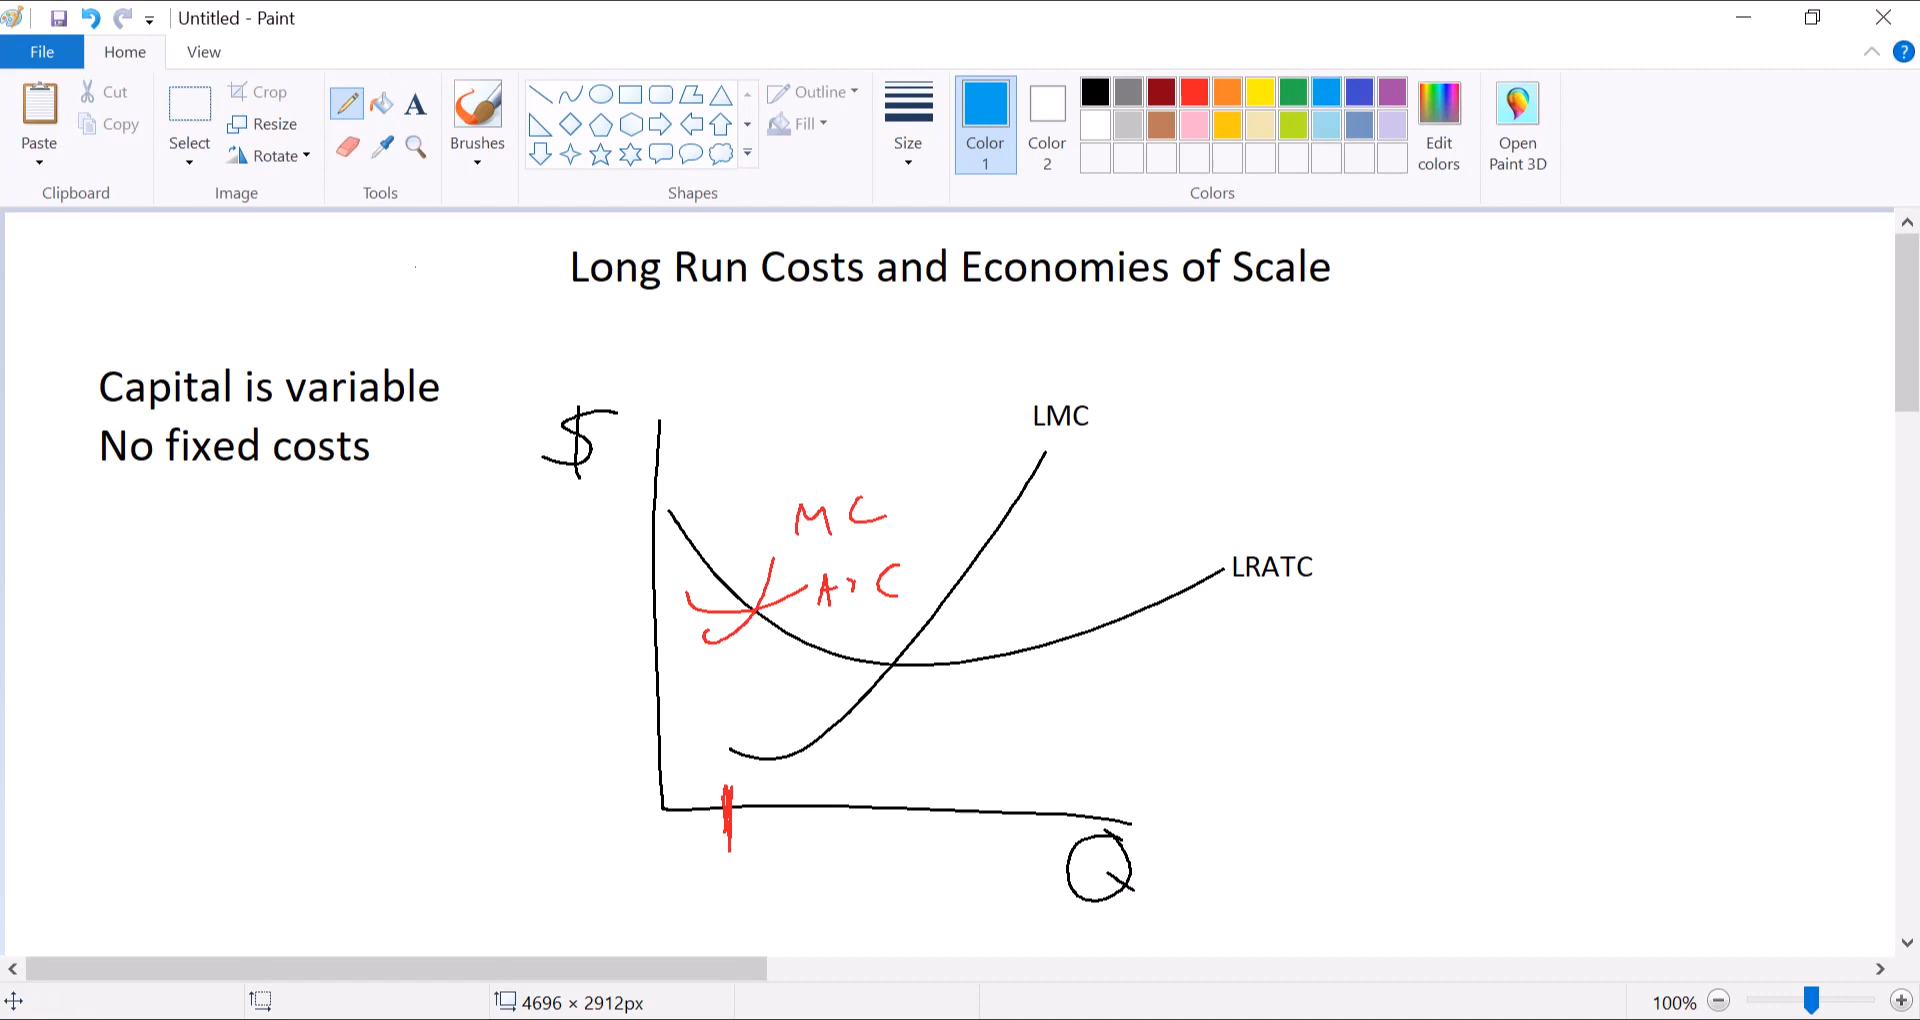 Untitled - Paint
File Home View
Paste
Cut
Copy
Clipboard
Select
Crop
Resize
Rotate
Image
Tools
Brushes
Outline
Fill
Shapes
Size
Color 1
Color 2
Colors
Edit colors
Open Paint 3D
Long Run Costs and Economies of Scale
Capital is variable
No fixed costs
$
LMC
MC
LRATC
Q
4696 × 2912px
100%